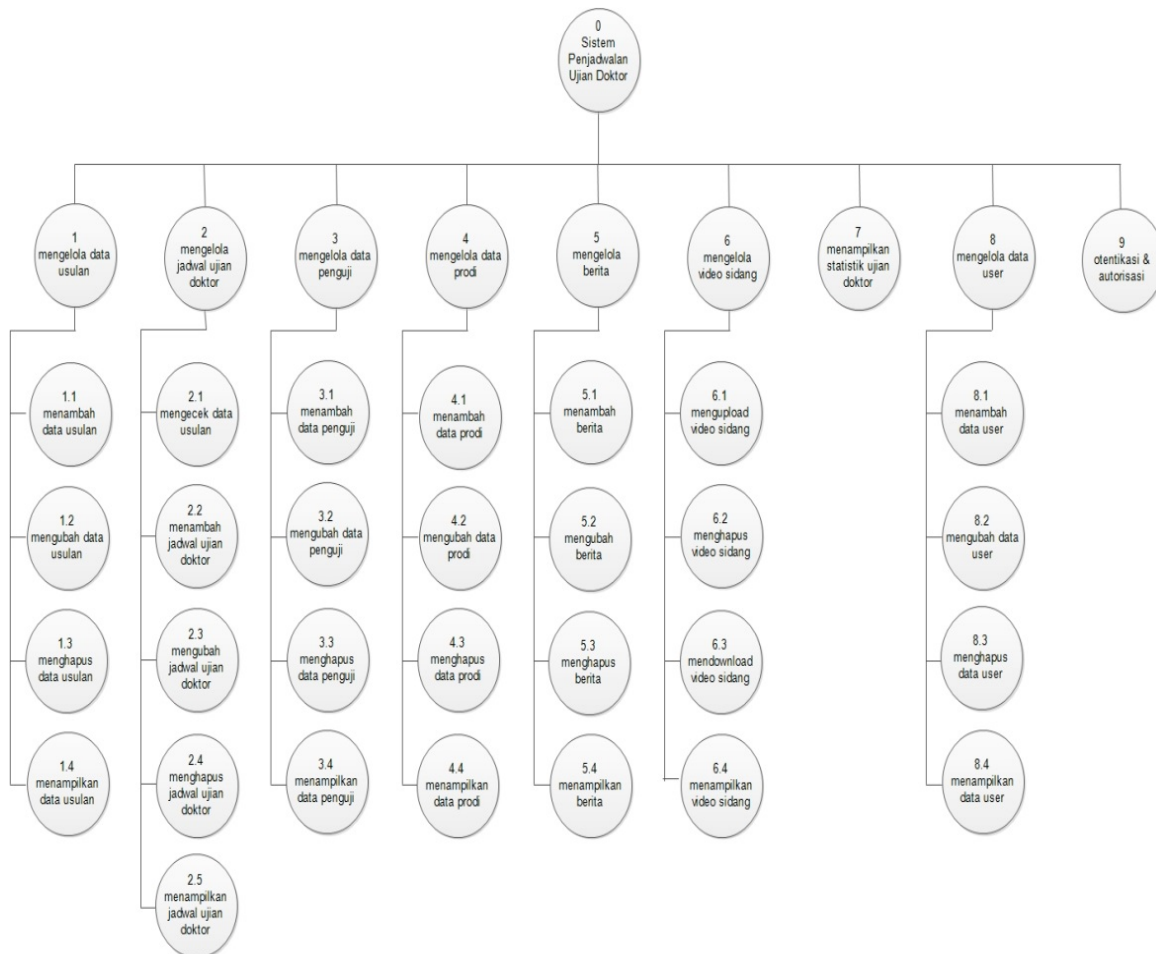 0
Sistem
Penjadwalan
Ujian Doktor
1
mengelola data
usulan
2
mengelola
jadwal ujian
doktor
3
mengelola data
penguji
4
mengelola data
prodi
5
mengelola
berita
6
mengelola
video sidang
7
menampilkan
statistik ujian
doktor
8
mengelola data
user
9
otentikasi &
autorisasi
1.1
menambah
data usulan
2.1
mengecek data
usulan
3.1
menambah
data penguji
4.1
menambah
data prodi
5.1
menambah
berita
6.1
mengupload
video sidang
8.1
menambah
data user
1.2
mengubah data
usulan
2.2
menambah
jadwal ujian
doktor
3.2
mengubah data
penguji
4.2
mengubah data
prodi
5.2
mengubah
berita
6.2
menghapus
video sidang
8.2
mengubah data
user
1.3
menghapus
data usulan
2.3
mengubah
jadwal ujian
doktor
3.3
menghapus
data penguji
4.3
menghapus
data prodi
5.3
menghapus
berita
6.3
mendownload
video sidang
8.3
menghapus
data user
1.4
menampilkan
data usulan
2.4
menghapus
jadwal ujian
doktor
3.4
menampilkan
data penguji
4.4
menampilkan
data prodi
5.4
menampilkan
berita
6.4
menampilkan
video sidang
8.4
menampilkan
data user
2.5
menampilkan
jadwal ujian
doktor